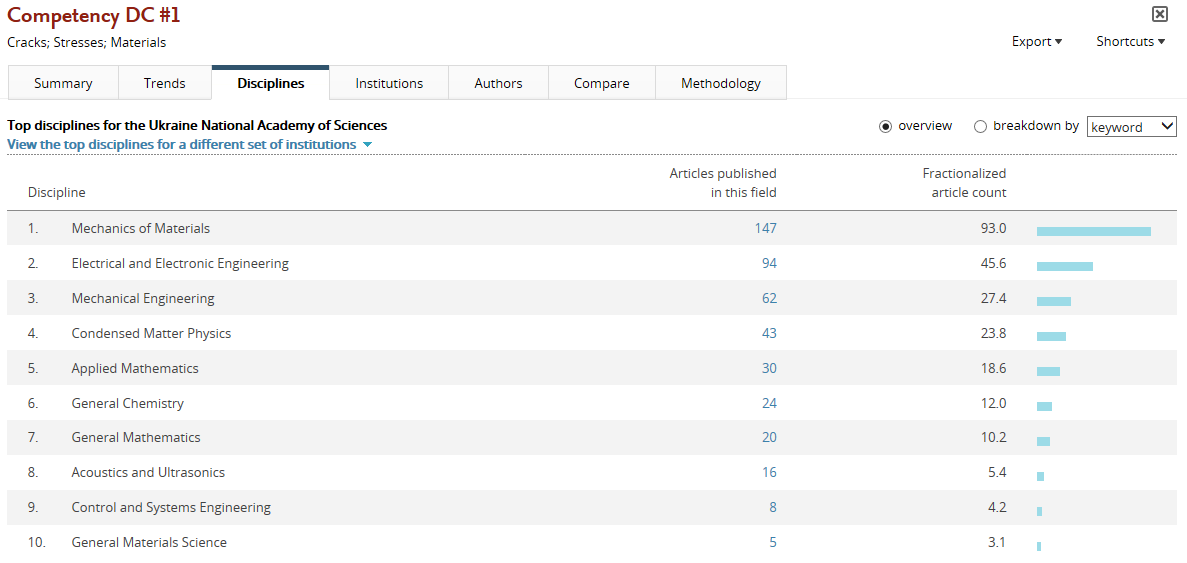 Competency DC #1
Cracks; Stresses; Materials
Export Shortcuts
Summary Trends Disciplines Institutions Authors Compare Methodology
Top disciplines for the Ukraine National Academy of Sciences
overview breakdown by keyword
View the top disciplines for a different set of institutions
Discipline Articles published in this field Fractionalized article count
1. Mechanics of Materials 147 93.0
2. Electrical and Electronic Engineering 94 45.6
3. Mechanical Engineering 62 27.4
4. Condensed Matter Physics 43 23.8
5. Applied Mathematics 30 18.6
6. General Chemistry 24 12.0
7. General Mathematics 20 10.2
8. Acoustics and Ultrasonics 16 5.4
9. Control and Systems Engineering 8 4.2
10. General Materials Science 5 3.1